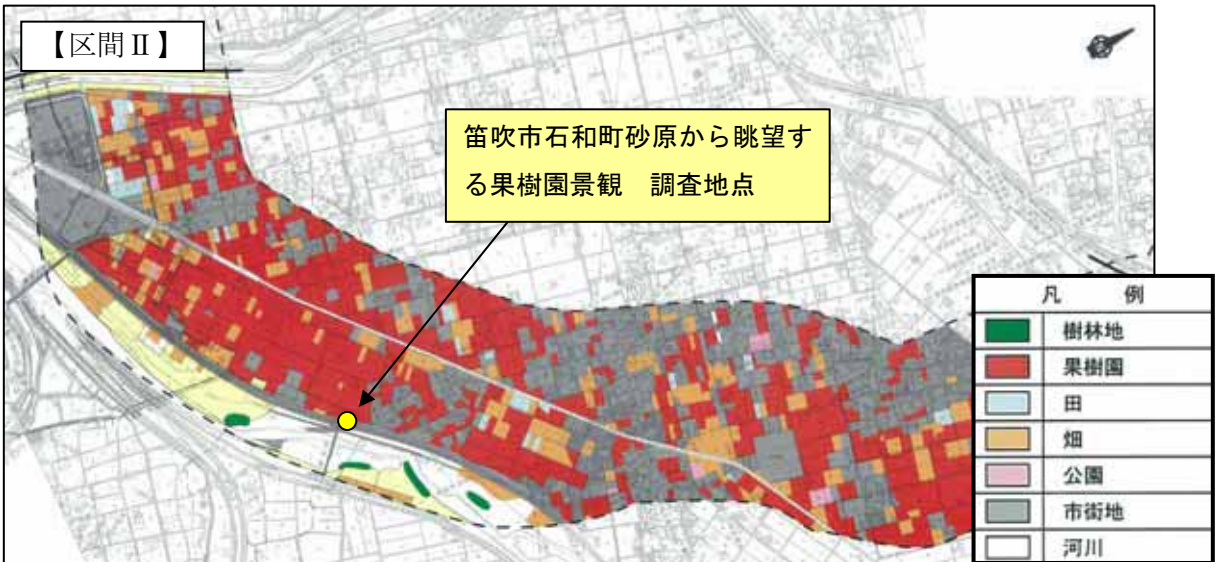 【区間Ⅱ】
笛吹市石和町砂原から眺望す
る果樹園景観　調査地点
凡　例
樹林地
果樹園
田
畑
公園
市街地
河川